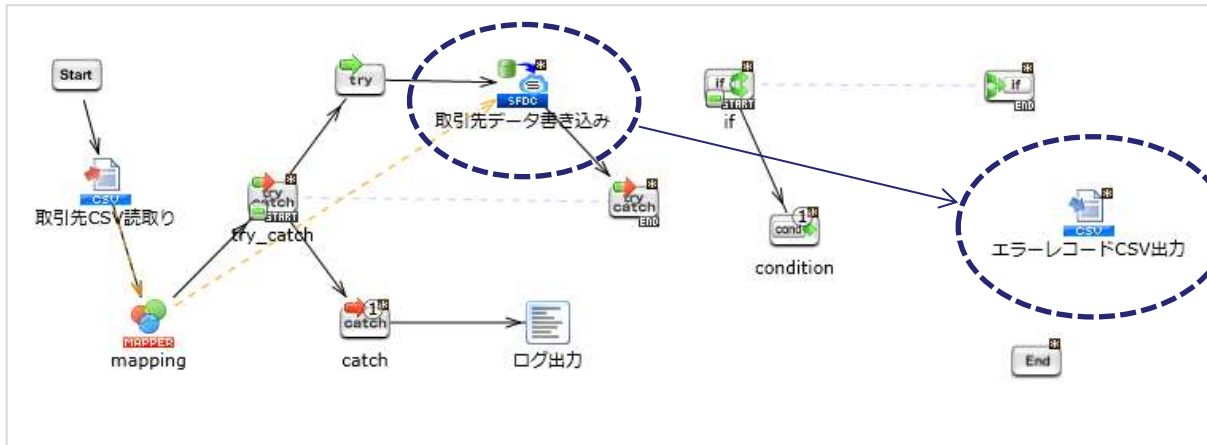 Start
CSV
取引先CSV読取り
MAPPER
mapping
try
catch
START
try_catch
try
SFDC
取引先データ書き込み
try
catch
END
1
catch
catch
ログ出力
if
START
if
1
cond
condition
if
END
CSV
エラーレコードCSV出力
End